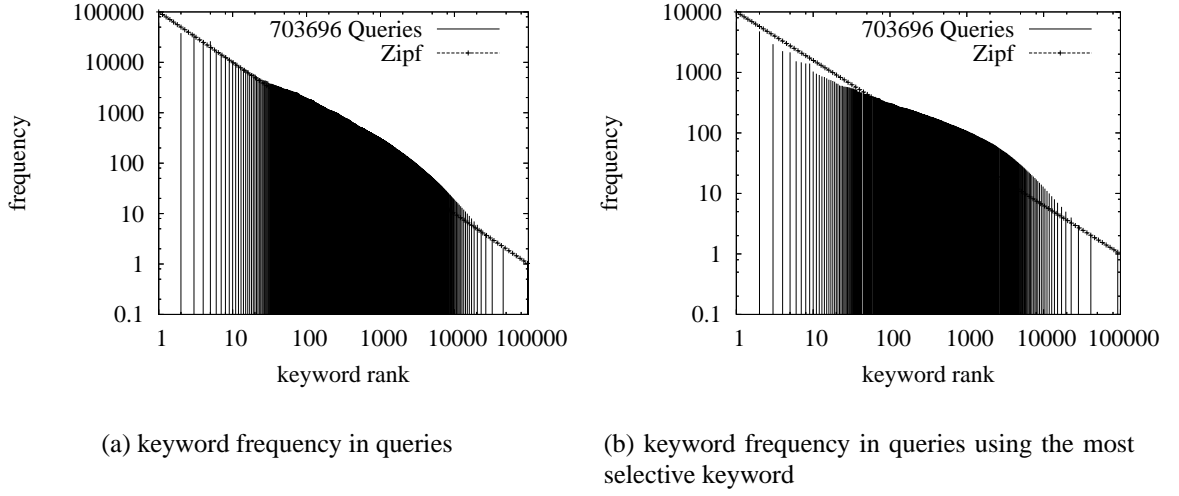 100000
10000
1000
100
10
1
0.1
frequency
703696 Queries
Zipf
1 10 100 1000 10000 100000
keyword rank
(a) keyword frequency in queries
10000
1000
100
10
1
0.1
frequency
703696 Queries
Zipf
1 10 100 1000 10000 100000
keyword rank
(b) keyword frequency in queries using the most
selective keyword